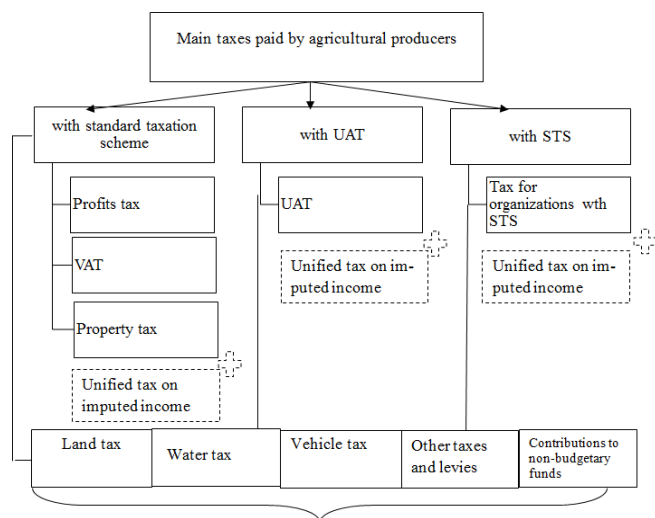 Main taxes paid by agricultural producers
with standard taxation
scheme
with UAT
with STS
Profits tax
VAT
Property tax
Unified tax on
imputed income
UAT
Unified tax on im-
puted income
Tax for
organizations wth
STS
Unified tax on im-
puted income
Land tax
Water tax
Vehicle tax
Other taxes
and levies
Contributions to
non-budgetary
funds